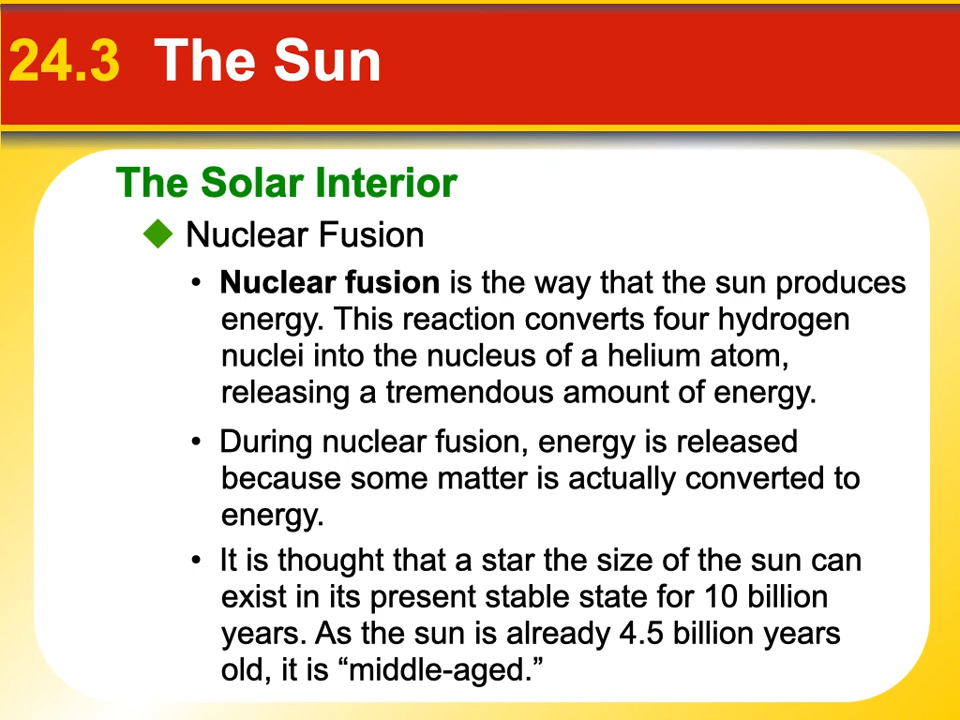 24.3 The Sun
The Solar Interior
◆ Nuclear Fusion
• Nuclear fusion is the way that the sun produces
energy. This reaction converts four hydrogen
nuclei into the nucleus of a helium atom,
releasing a tremendous amount of energy.
• During nuclear fusion, energy is released
because some matter is actually converted to
energy.
• It is thought that a star the size of the sun can
exist in its present stable state for 10 billion
years. As the sun is already 4.5 billion years
old, it is “middle-aged.”